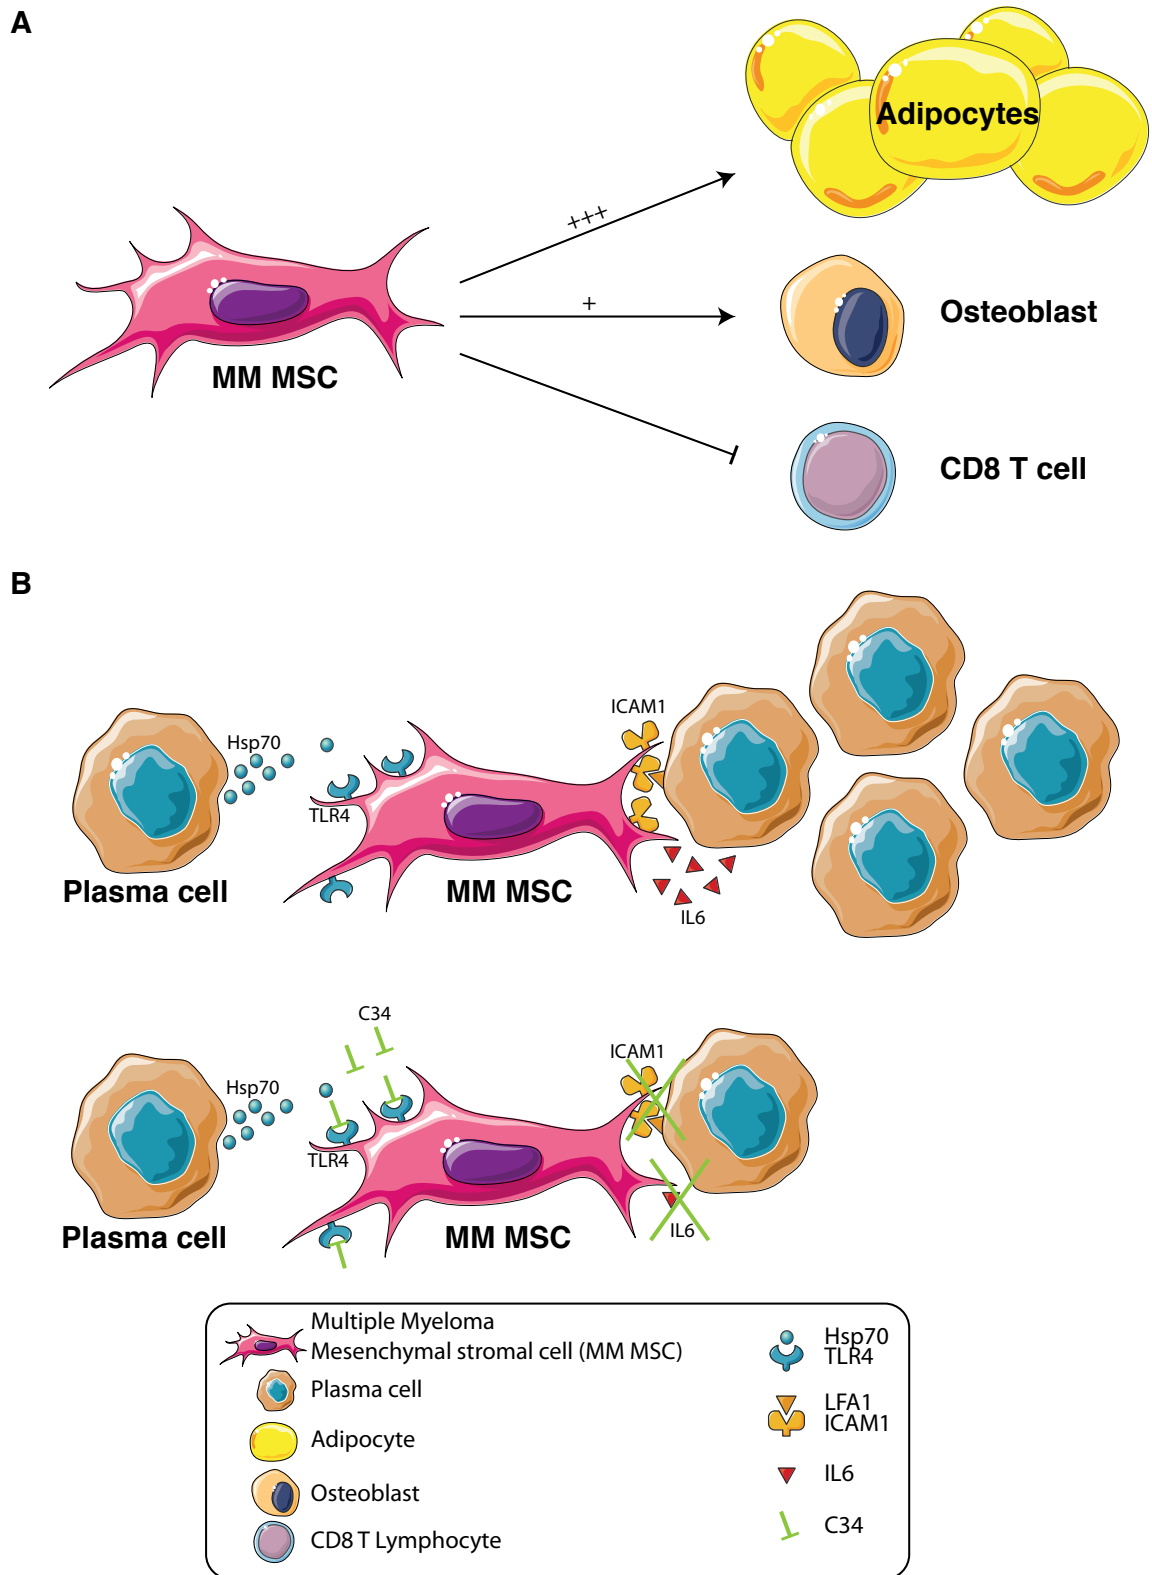 A
Adipocytes
+++
+
Osteoblast
MM MSC
CD8 T cell
B
ICAM1
Hsp70
TLR4
Plasma cell
MM MSC
IL6
C34
ICAM1
Hsp70
TLR4
IL6
Plasma cell
MM MSC
Multiple Myeloma
Mesenchymal stromal cell (MM MSC)
Plasma cell
Adipocyte
Osteoblast
CD8 T Lymphocyte
Hsp70
TLR4
LFA1
ICAM1
IL6
C34